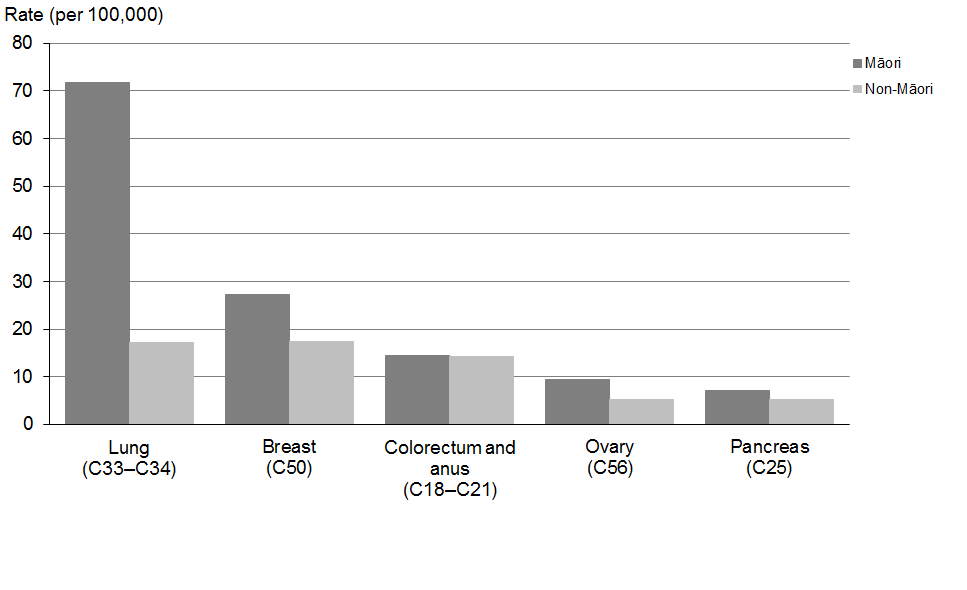 Rate (per 100,000)
80
70
60
50
40
30
20
10
0
Māori
Non-Māori
Lung
(C33–C34)
Breast
(C50)
Colorectum and
anus
(C18–C21)
Ovary
(C56)
Pancreas
(C25)